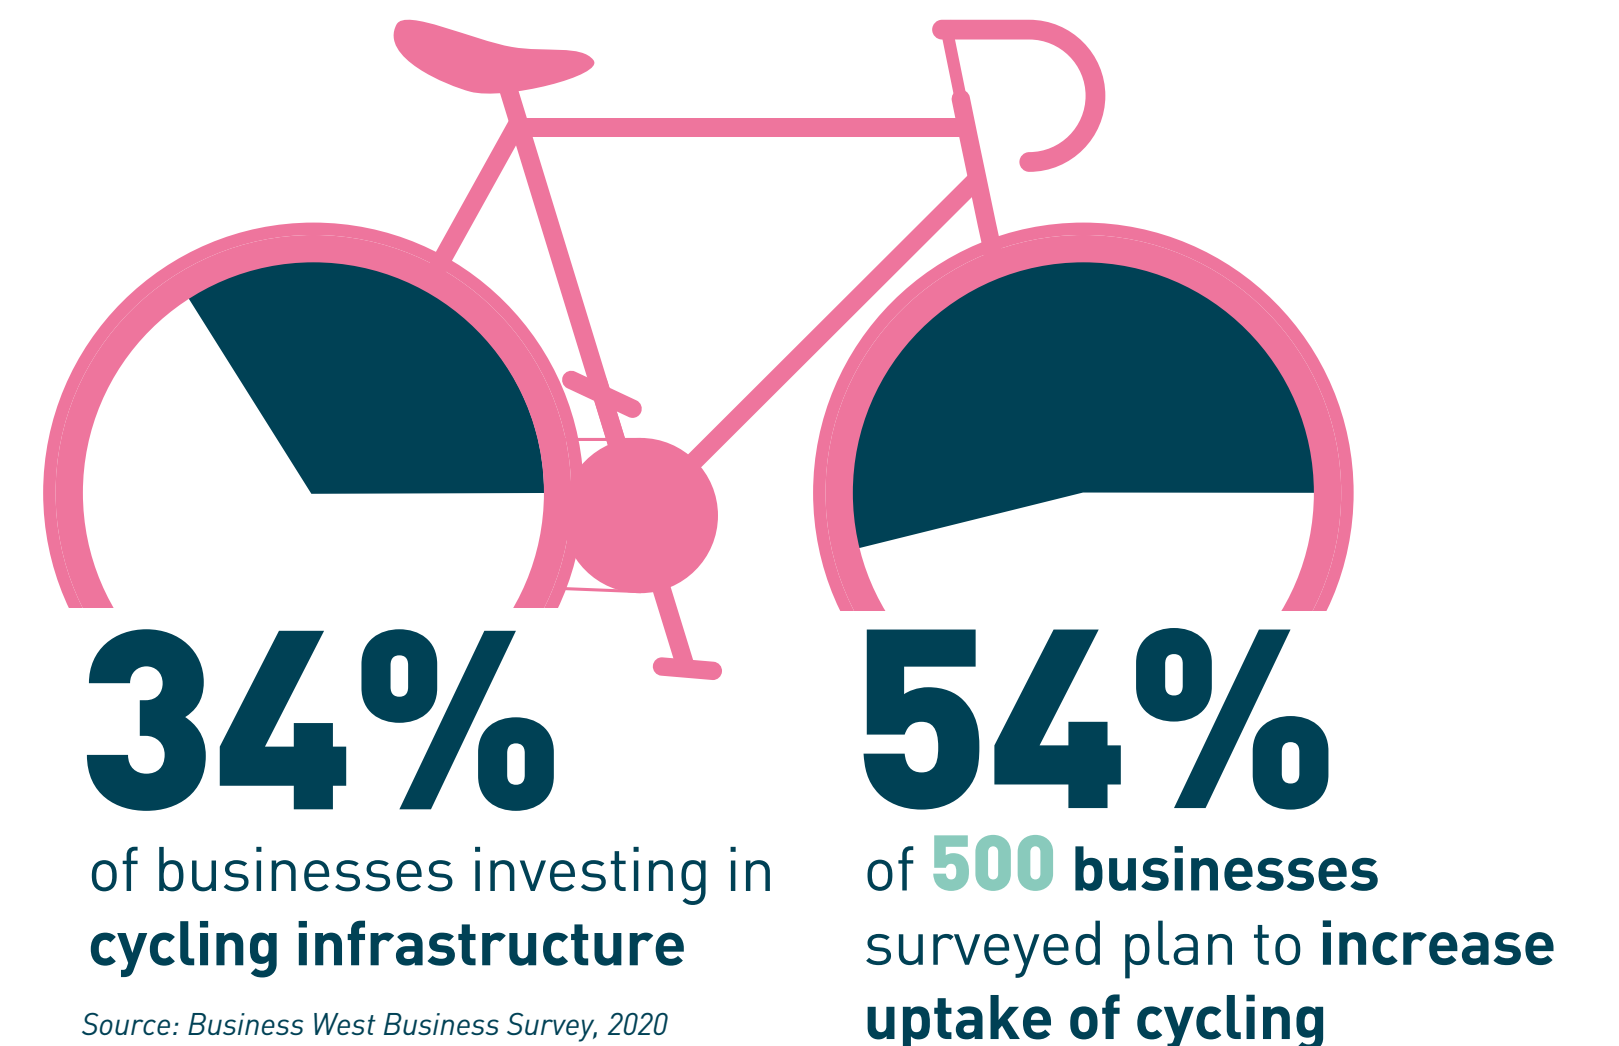 34%
of businesses investing in
cycling infrastructure
Source: Business West Business Survey, 2020
54%
of 500 businesses
surveyed plan to increase
uptake of cycling